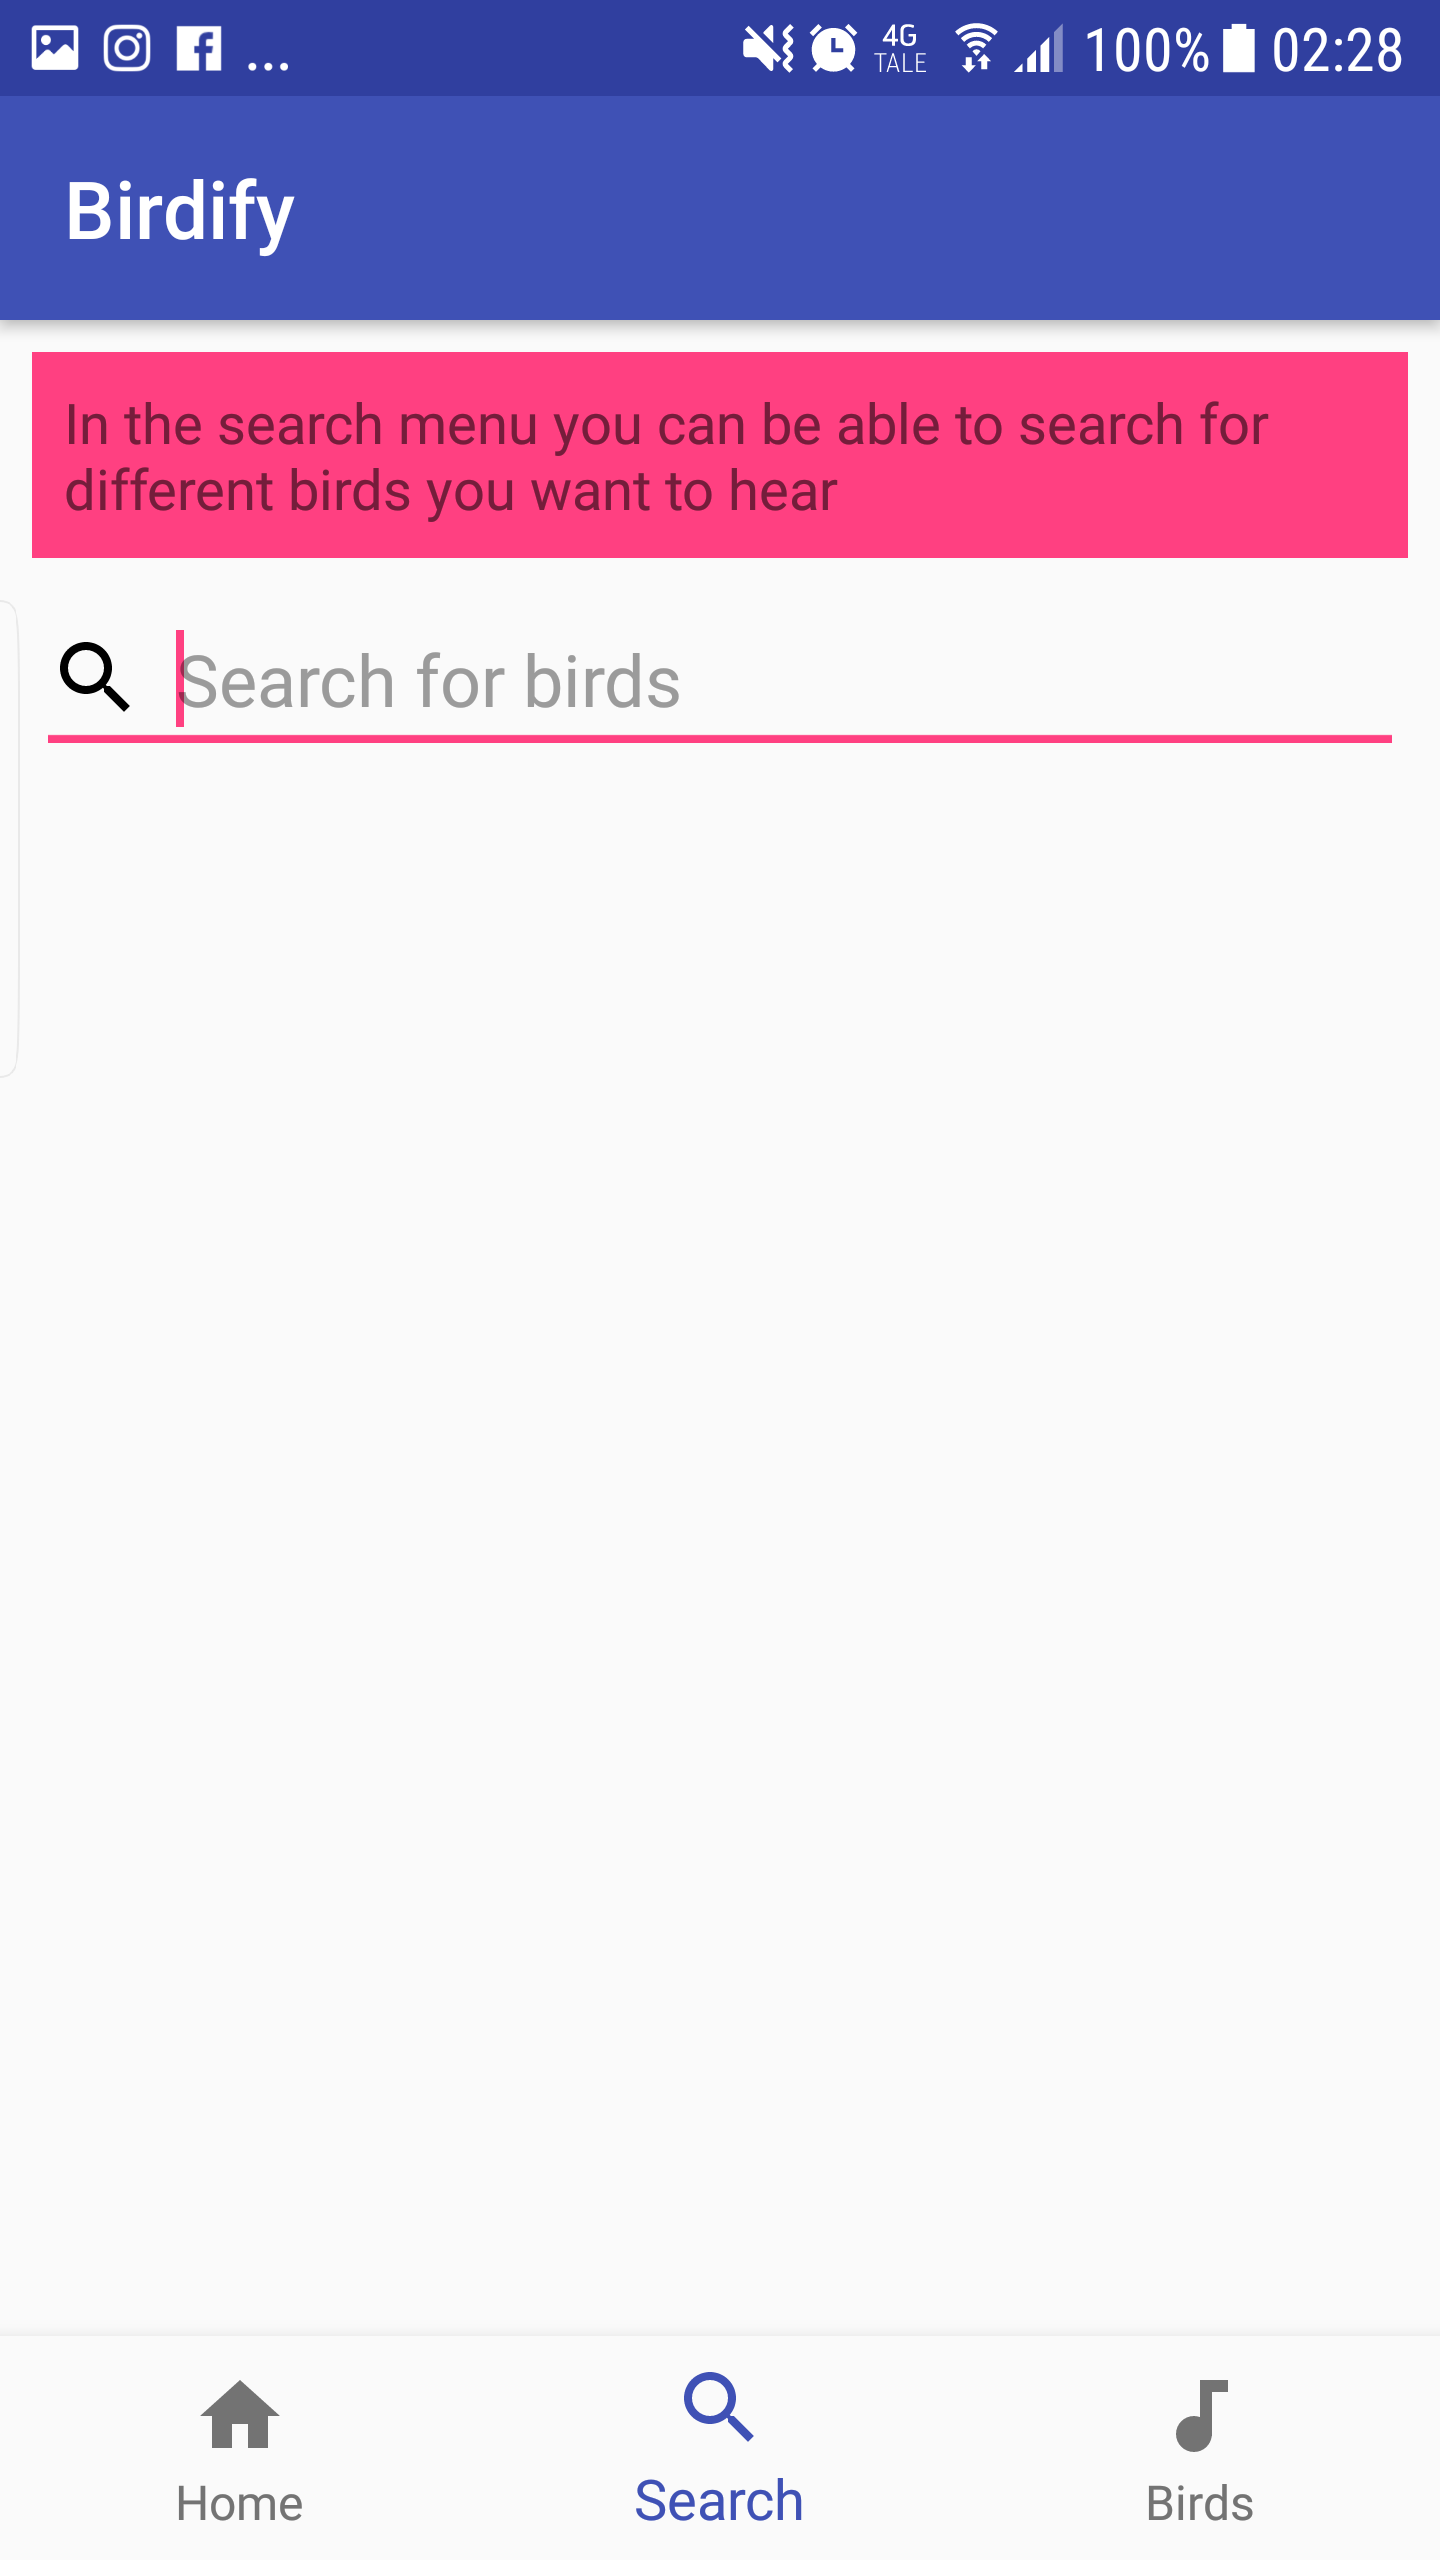 ... 4G TALE 100% 02:28
Birdify
In the search menu you can be able to search for
different birds you want to hear
Search for birds
Home Search Birds